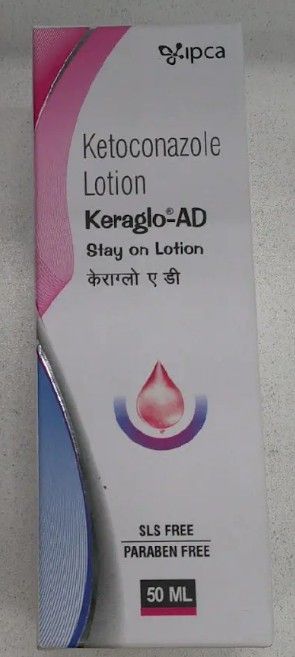 ipca
Ketoconazole
Lotion
Keraglo®-AD
Stay on Lotion
केराग्लो ए डी
SLS FREE
PARABEN FREE
50 ML